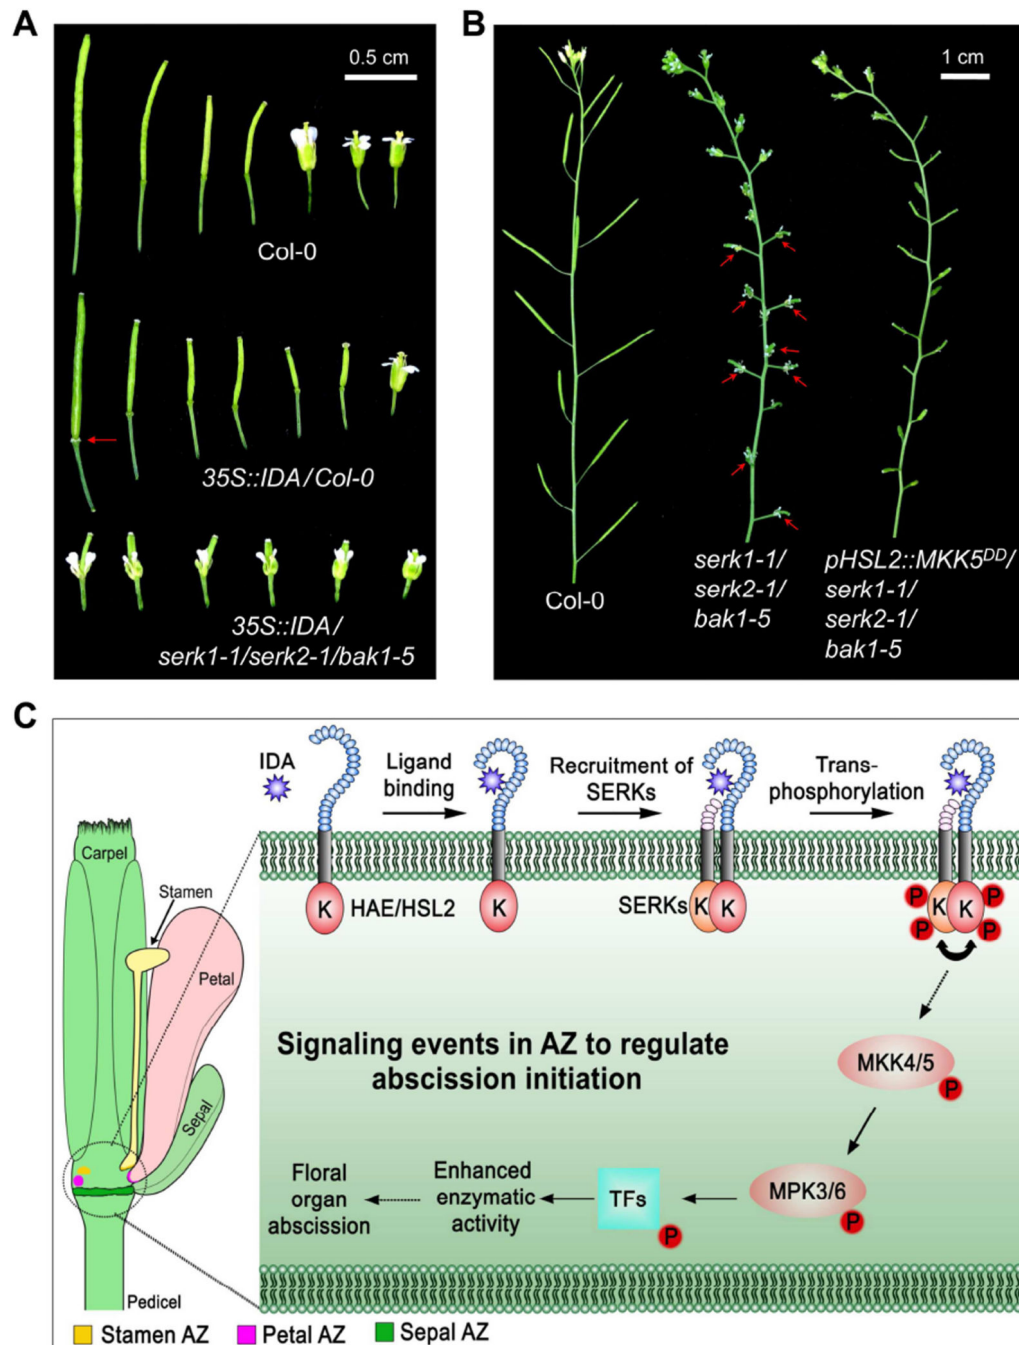 A
0.5 cm
Col-0
35S::IDA/Col-0
35S::IDA/
serk1-1/serk2-1/bak1-5
B
1 cm
Col-0
serk1-1/
serk2-1/
bak1-5
pHSL2::MKK5DD/
serk1-1/
serk2-1/
bak1-5
C
IDA
Ligand
binding
Recruitment of
SERKs
Trans-
phosphorylation
K
HAE/HSL2
K
SERKs
K
K
P
P
K
K
P
P
Carpel
Stamen
Petal
Sepal
Pedicel
Signaling events in AZ to regulate
abscission initiation
MKK4/5
P
MPK3/6
P
TFs
P
Enhanced
enzymatic
activity
Floral
organ
abscission
Stamen AZ
Petal AZ
Sepal AZ